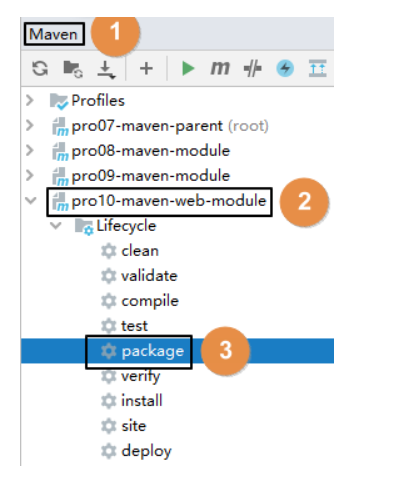 Maven 1
Profiles
pro07-maven-parent (root)
pro08-maven-module
pro09-maven-module
pro10-maven-web-module 2
Lifecycle
clean
validate
compile
test
package 3
verify
install
site
deploy